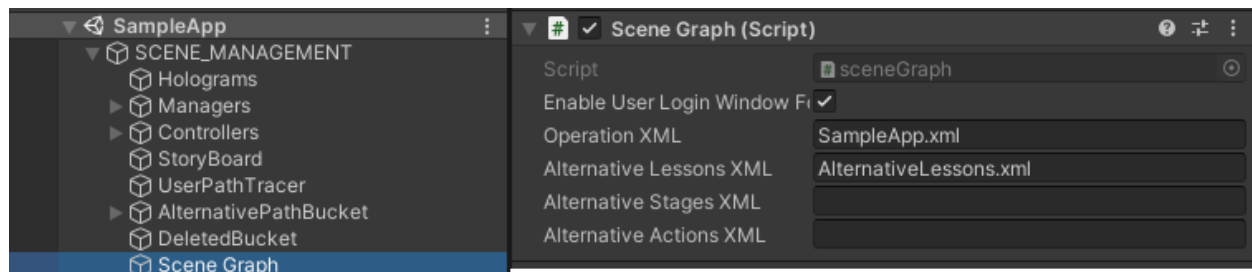 SampleApp
SCENE_MANAGEMENT
Holograms
Managers
Controllers
StoryBoard
UserPathTracer
AlternativePathBucket
DeletedBucket
Scene Graph
# Scene Graph (Script)
Script # sceneGraph
Enable User Login Window Fo
Operation XML SampleApp.xml
Alternative Lessons XML AlternativeLessons.xml
Alternative Stages XML
Alternative Actions XML